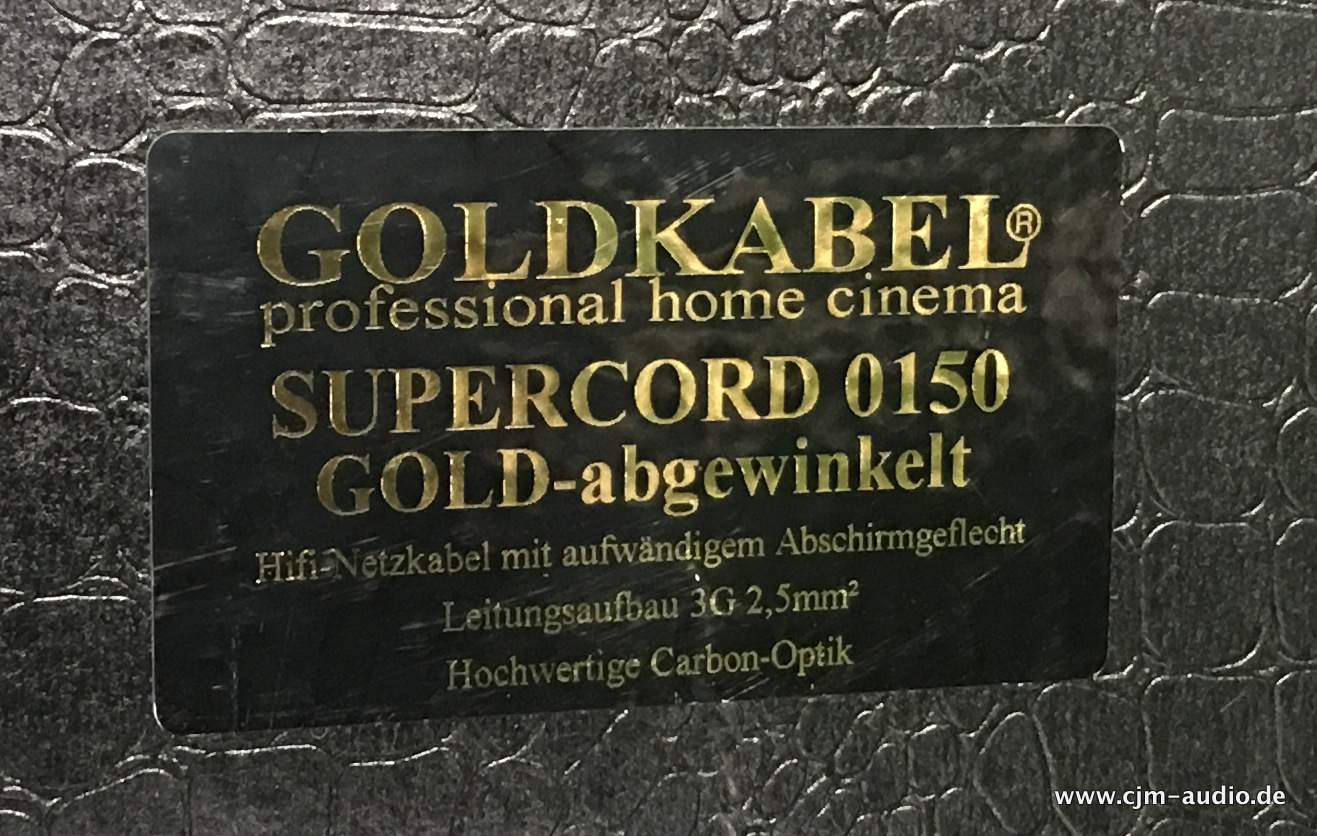 GOLDKABEL®
professional home cinema
SUPERCORD 0150
GOLD-abgewinkelt
Hifi-Netzkabel mit aufwändigem Abschirmgeflecht
Leitungsaufbau 3G 2,5mm²
Hochwertige Carbon-Optik
www.cjm-audio.de